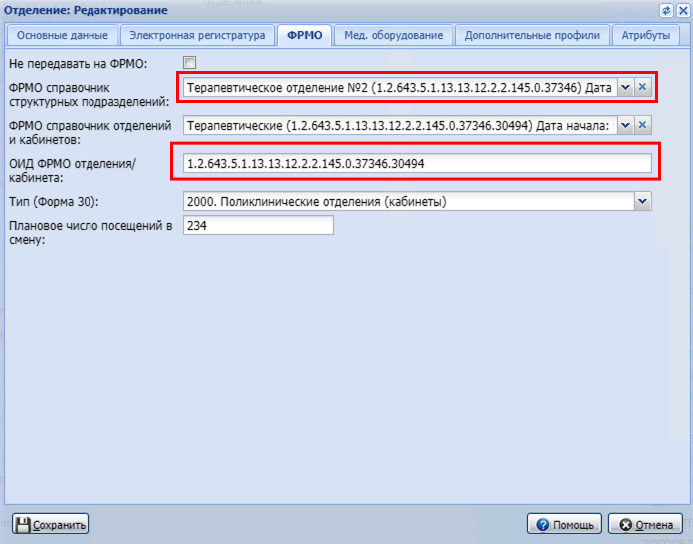 отделения.
Отделение: Редактирование
Основные данные
Электронная регистратура
ФРМО
Мед. оборудование
Дополнительные профили
Атрибуты
Не передавать на ФРМО:
ФРМО справочник
структурных подразделений:
Терапевтическое отделение №2 (1.2.643.5.1.13.13.12.2.2.145.0.37346) Дата
ФРМО справочник отделений
и кабинетов:
Терапевтические (1.2.643.5.1.13.13.12.2.2.145.0.37346.30494) Дата начала:
ОИД ФРМО отделения/
кабинета:
1.2.643.5.1.13.13.12.2.2.145.0.37346.30494
Тип (Форма 30):
2000. Поликлинические отделения (кабинеты)
Плановое число посещений в
смену:
234
Сохранить
Помощь
Отмена